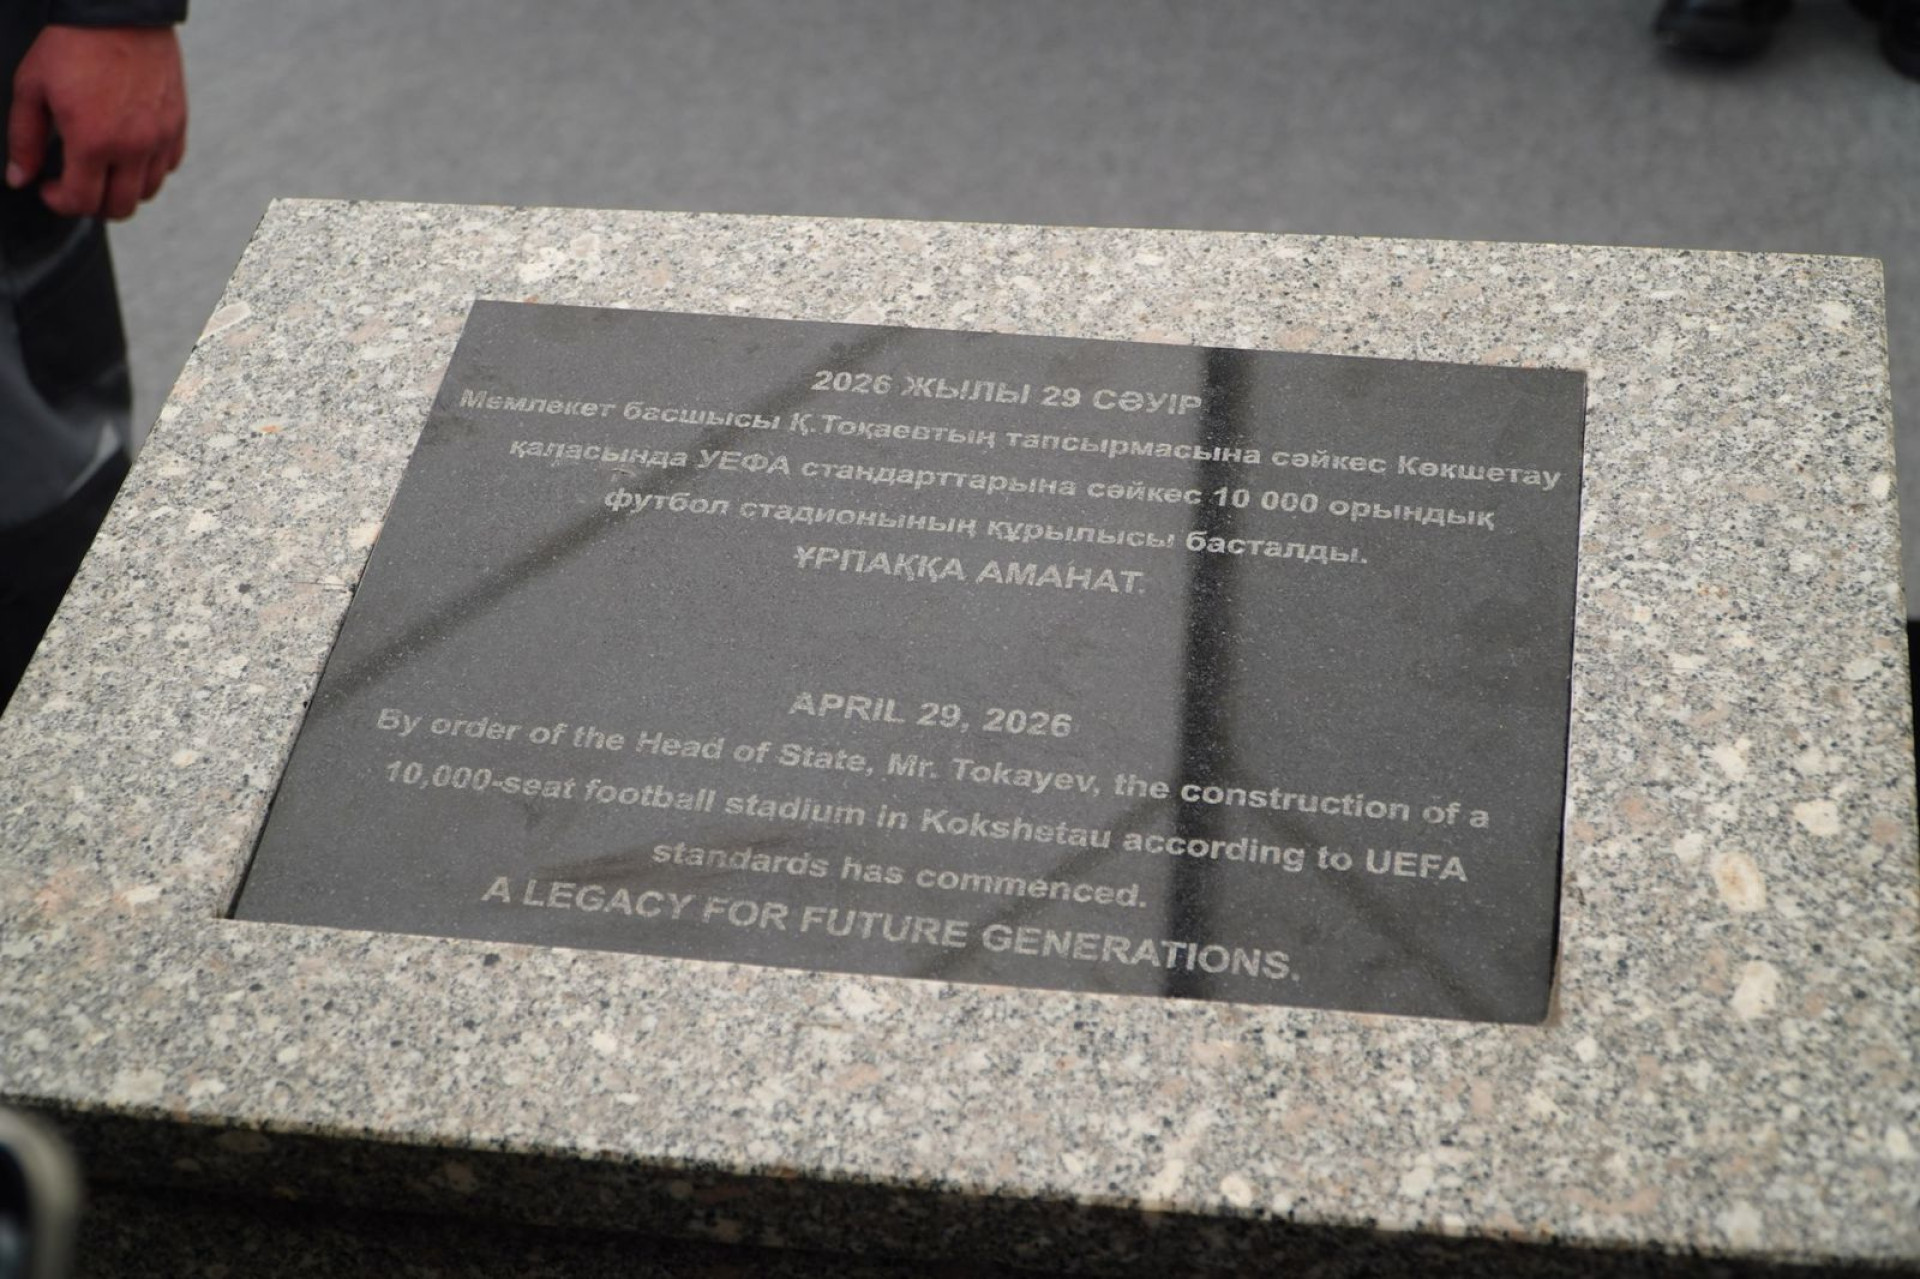 2026 ЖЫЛЫ 29 СӘУІР
Мемлекет басшысы Қ.Тоқаевтың тапсырмасына сәйкес Көкшетау
қаласында УЕФА стандарттарына сәйкес 10 000 орындық
футбол стадионының құрылысы басталды.
ҰРПАҚҚА АМАНАТ.
APRIL 29, 2026
By order of the Head of State, Mr. Tokayev, the construction of a
10,000-seat football stadium in Kokshetau according to UEFA
standards has commenced.
A LEGACY FOR FUTURE GENERATIONS.